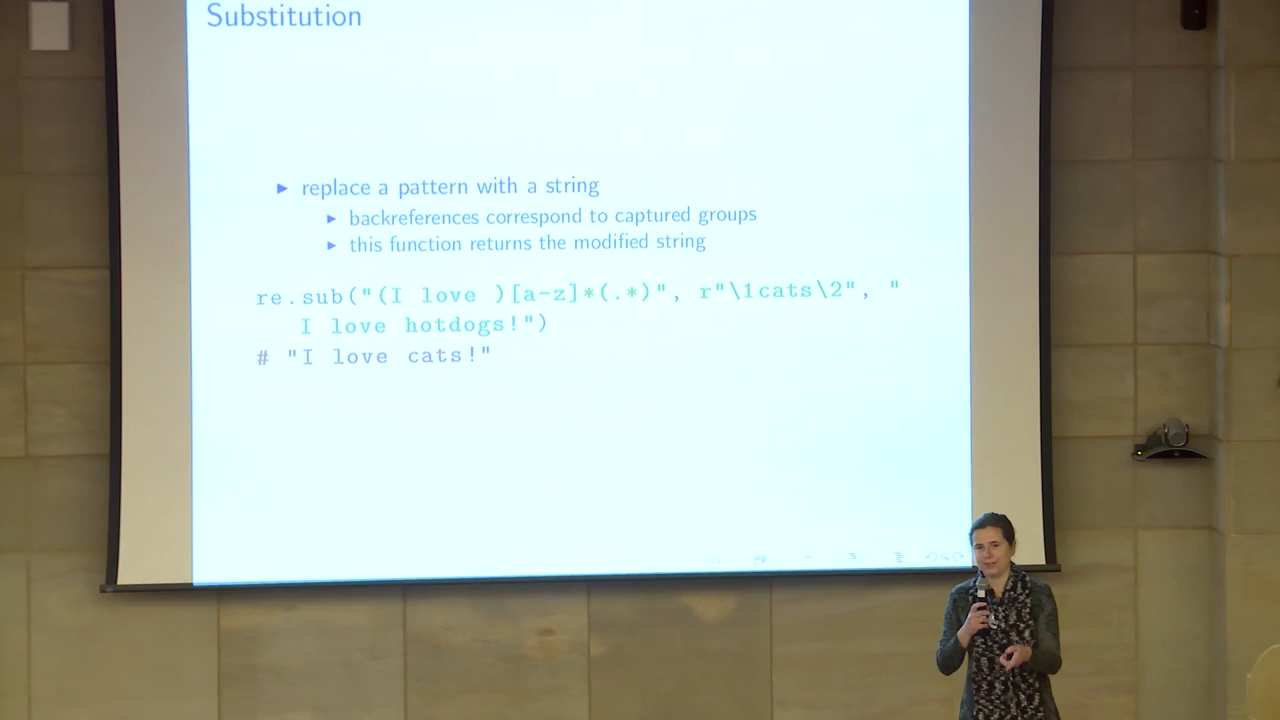 Substitution
▶ replace a pattern with a string
▶ backreferences correspond to captured groups
▶ this function returns the modified string
re.sub("(I love )[a-z]*(.*)", r"\1cats\2", "
I love hotdogs!")
# "I love cats!"